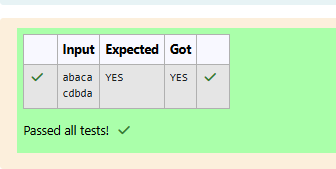 Input Expected Got
abaca YES YES
cdbda
Passed all tests!